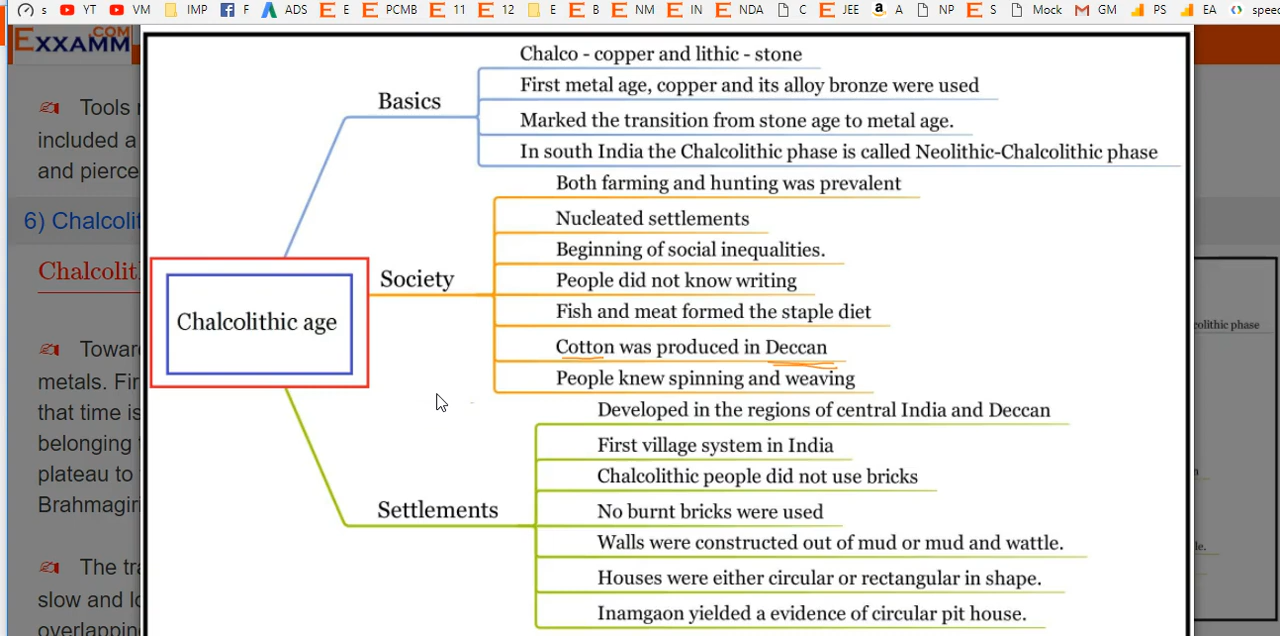 s YT VM IMP F ADS E PCMB 11 12 E B NM IN NDA C JEE A NP S Mock GM PS EA speed
EXXAMM .COM
Tools
included a
and pierce
6) Chalcolit
Chalcolit
Towar
metals. Fir
that time is
belonging
plateau to
Brahmagiri
The tra
slow and lo
overlapping
Chalcolithic age
Basics
Chalco - copper and lithic - stone
First metal age, copper and its alloy bronze were used
Marked the transition from stone age to metal age.
In south India the Chalcolithic phase is called Neolithic-Chalcolithic phase
Society
Both farming and hunting was prevalent
Nucleated settlements
Beginning of social inequalities.
People did not know writing
Fish and meat formed the staple diet
Cotton was produced in Deccan
People knew spinning and weaving
Settlements
Developed in the regions of central India and Deccan
First village system in India
Chalcolithic people did not use bricks
No burnt bricks were used
Walls were constructed out of mud or mud and wattle.
Houses were either circular or rectangular in shape.
Inamgaon yielded a evidence of circular pit house.
colithic phase
le.